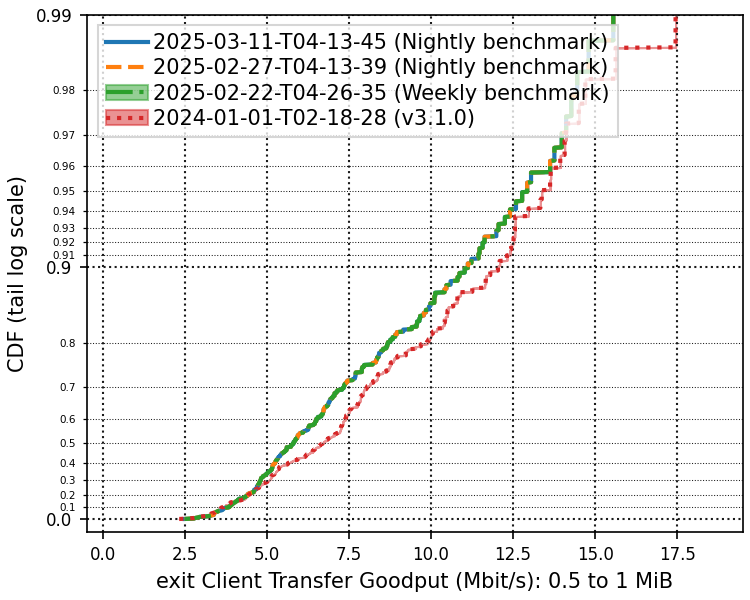 2025-03-11-T04-13-45 (Nightly benchmark)
2025-02-27-T04-13-39 (Nightly benchmark)
2025-02-22-T04-26-35 (Weekly benchmark)
2024-01-01-T02-18-28 (v3.1.0)
CDF (tail log scale)
0.99
0.98
0.97
0.96
0.95
0.94
0.93
0.92
0.91
0.9
0.8
0.7
0.6
0.5
0.4
0.3
0.2
0.1
0.0
0.0 2.5 5.0 7.5 10.0 12.5 15.0 17.5
exit Client Transfer Goodput (Mbit/s): 0.5 to 1 MiB